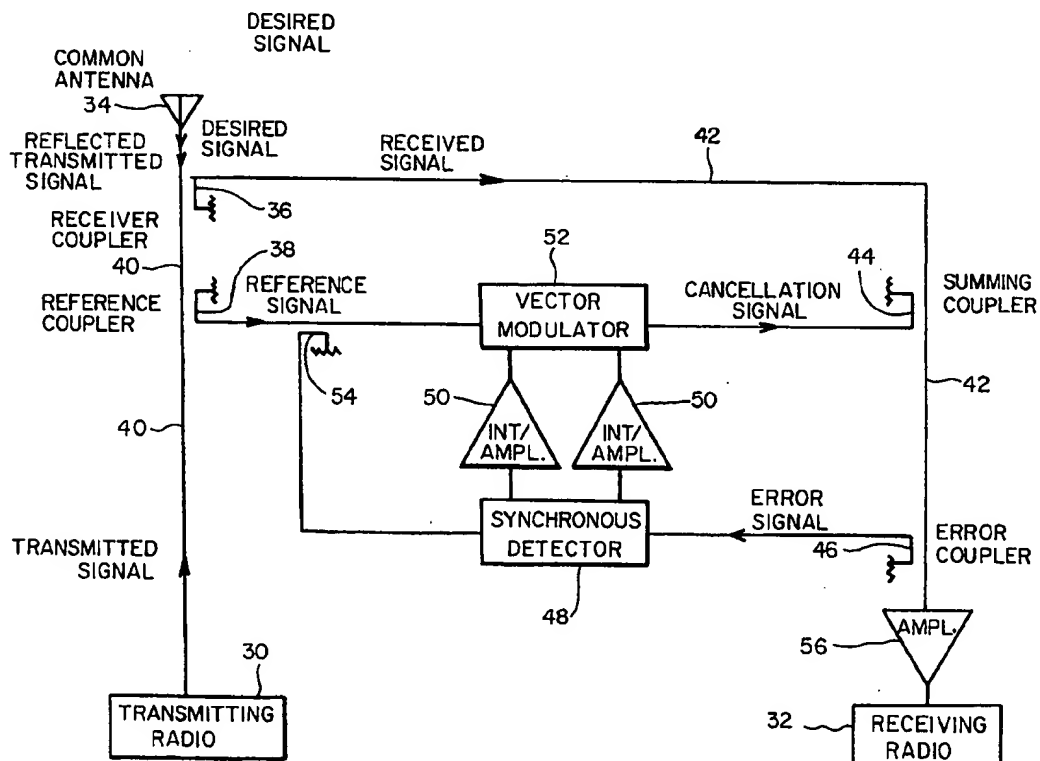 DESIRED
SIGNAL
COMMON
ANTENNA
34
REFLECTED
TRANSMITTED
SIGNAL
DESIRED
SIGNAL
RECEIVED
SIGNAL
42
36
RECEIVER
COUPLER
40
38
REFERENCE
COUPLER
REFERENCE
SIGNAL
52
VECTOR
MODULATOR
CANCELLATION
SIGNAL
44
SUMMING
COUPLER
54
50
INT/
AMPL.
50
INT/
AMPL.
42
40
SYNCHRONOUS
DETECTOR
48
ERROR
SIGNAL
46
ERROR
COUPLER
TRANSMITTED
SIGNAL
AMPL.
56
30
TRANSMITTING
RADIO
32
RECEIVING
RADIO